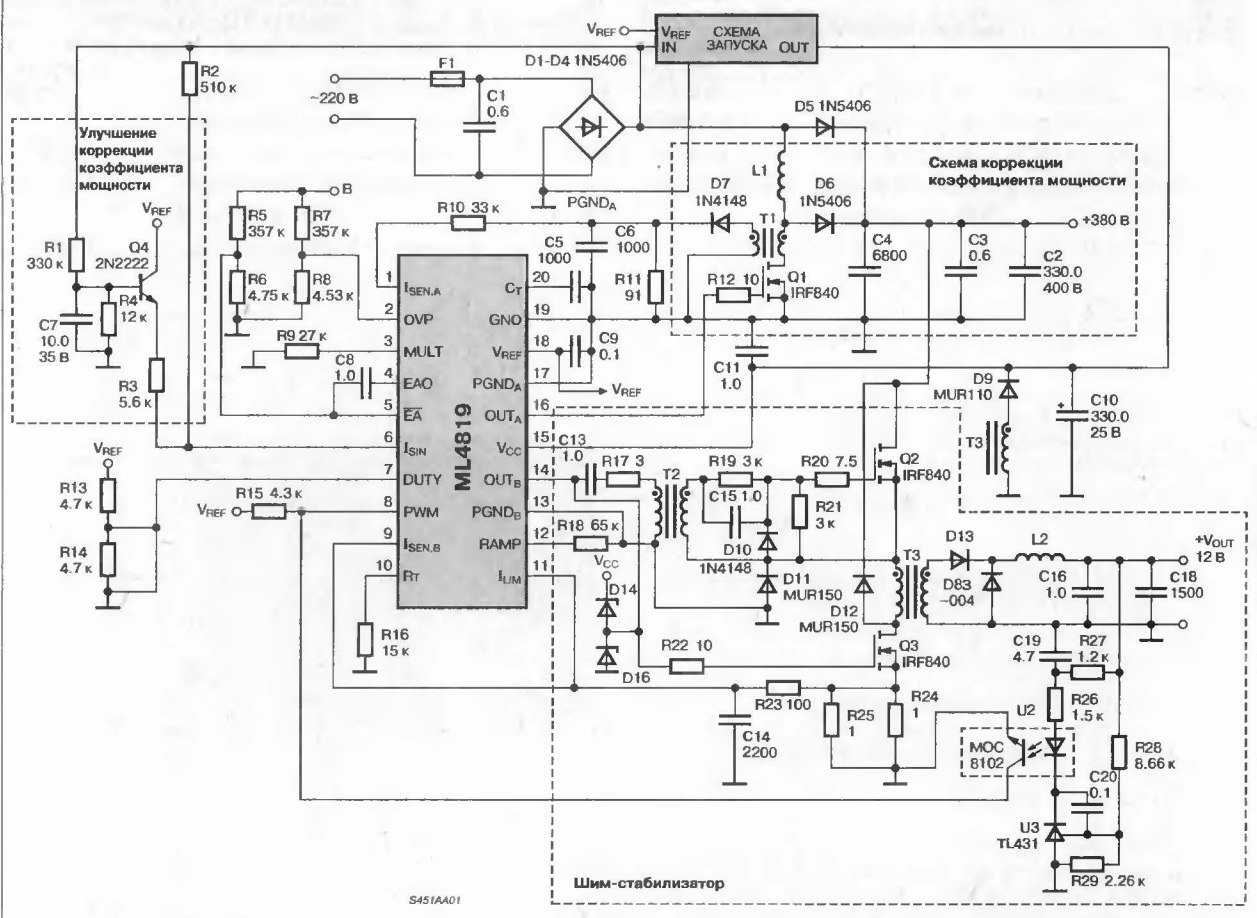 VREF
VREF
IN
СХЕМА
ЗАПУСКА
OUT
R2
510 к
~220 В
F1
C1
0.6
D1-D4 1N5406
PGNDA
D5 1N5406
Улучшение
коррекции
коэффициента
мощности
VREF
Q4
2N2222
R1
330 к
R4
12 к
C7
10.0
35 В
R3
5.6 к
B
R5
357 к
R7
357 к
R6
4.75 к
R8
4.53 к
R9 27 к
C8
1.0
R10 33 к
C5
1000
C6
1000
R11
91
C9
0.1
VREF
Схема коррекции
коэффициента мощности
L1
D7
1N4148
T1
D6
1N5406
R12 10
Q1
IRF840
C4
6800
C3
0.6
C2
330.0
400 В
+380 В
C11
1.0
ML4819
1 ISEN.A
2 OVP
3 MULT
4 EAO
5 EA
6 ISIN
7 DUTY
8 PWM
9 ISEN.B
10 RT
20 CT
19 GNO
18 VREF
17 PGNDA
16 OUTA
15 VCC
14 OUTB
13 PGNDB
12 RAMP
11 ILIM
VREF
R13
4.7 к
R14
4.7 к
VREF
R15 4.3 к
R16
15 к
C13
1.0
R17 3
T2
R18 65 к
VCC
D14
D16
R19 3 к
C15 1.0
R20 7.5
R21
3 к
D10
1N4148
D11
MUR150
D12
MUR150
Q2
IRF840
T3
Q3
IRF840
R22 10
R23 100
C14
2200
R25
1
R24
1
D9
MUR110
T3
C10
330.0
25 В
+
D13
D83
-004
L2
C16
1.0
C18
1500
+VOUT
12 В
C19
4.7
R27
1.2 к
R26
1.5 к
U2
MOC
8102
R28
8.66 к
C20
0.1
U3
TL431
R29 2.26 к
Шим-стабилизатор
S451AA01